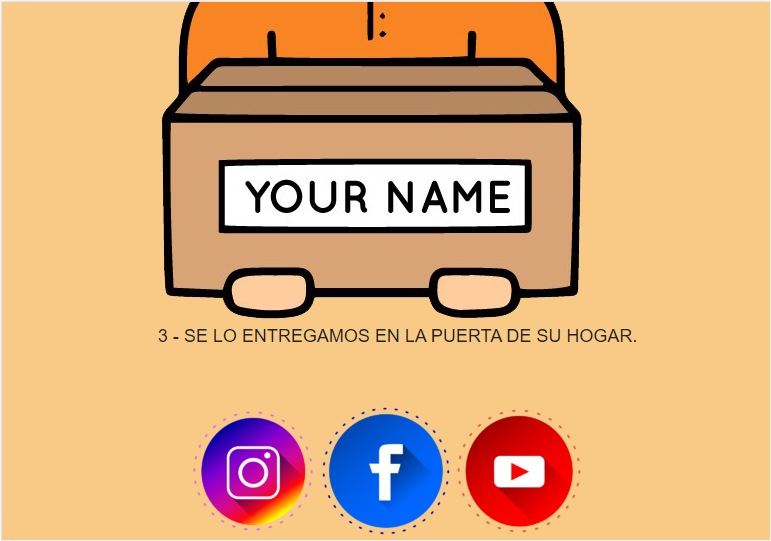 YOUR NAME
3 - SE LO ENTREGAMOS EN LA PUERTA DE SU HOGAR.